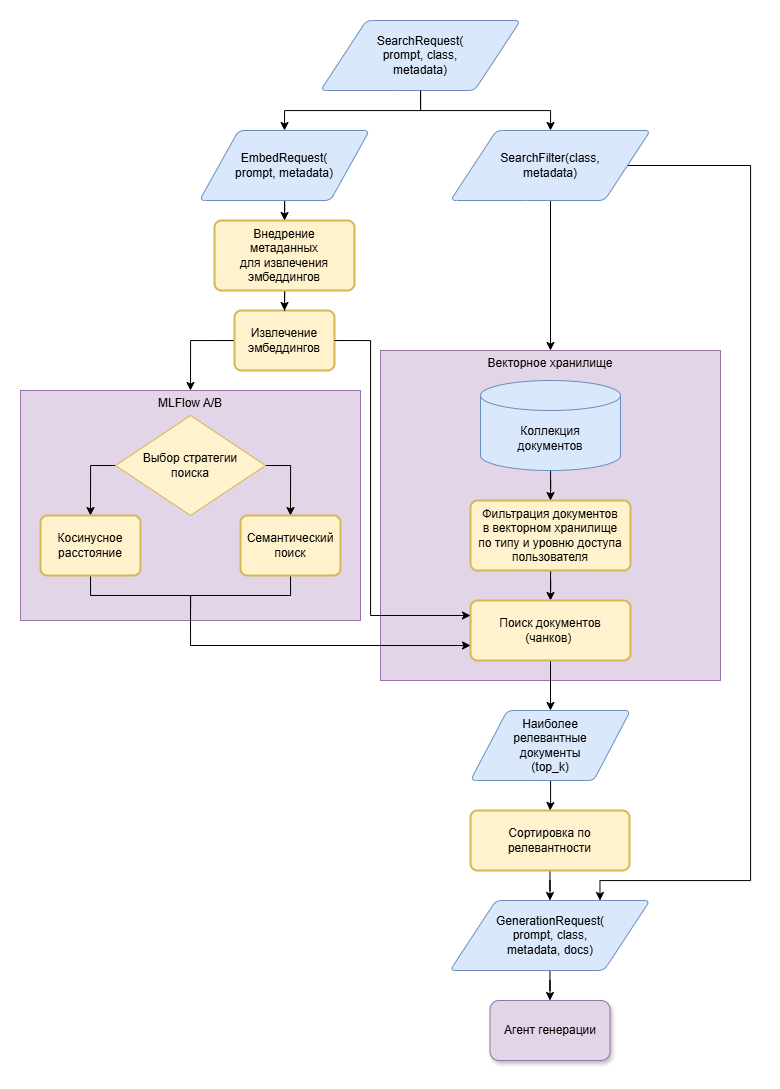 SearchRequest(
prompt, class,
metadata)
EmbedRequest(
prompt, metadata)
SearchFilter(class,
metadata)
Внедрение
метаданных
для извлечения
эмбеддингов
Извлечение
эмбеддингов
MLFlow A/B
Выбор стратегии
поиска
Косинусное
расстояние
Семантический
поиск
Векторное хранилище
Коллекция
документов
Фильтрация документов
в векторном хранилище
по типу и уровню доступа
пользователя
Поиск документов
(чанков)
Наиболее
релевантные
документы
(top_k)
Сортировка по
релевантности
GenerationRequest(
prompt, class,
metadata, docs)
Агент генерации